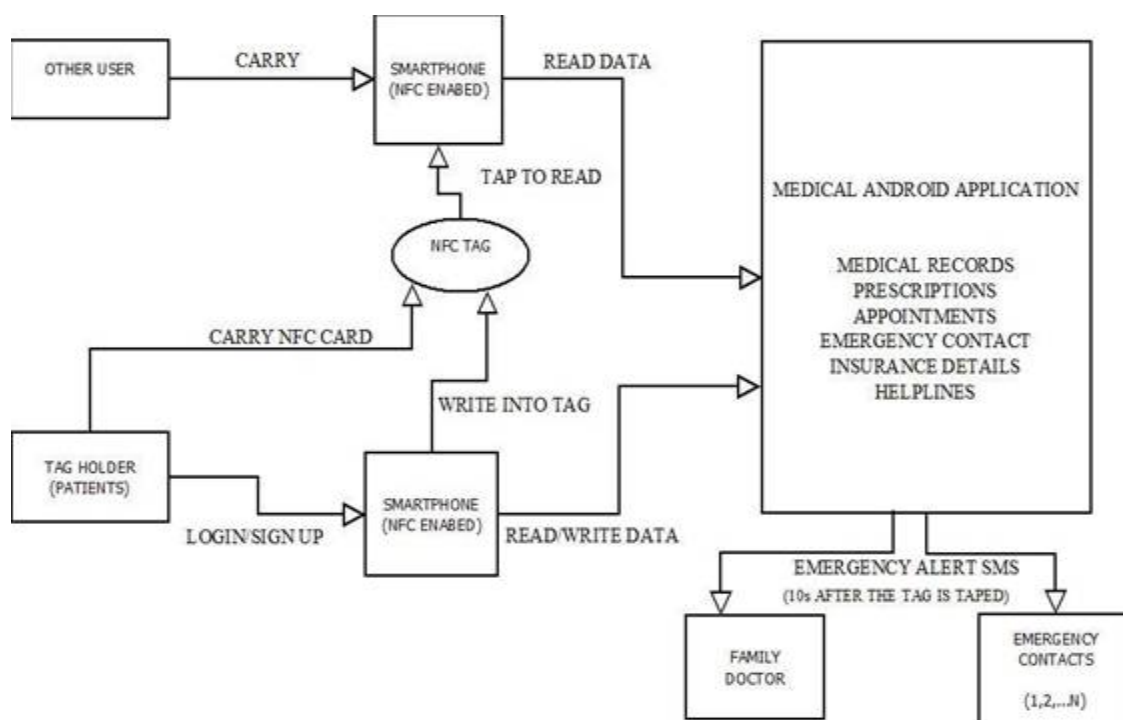 OTHER USER
CARRY
SMARTPHONE
(NFC ENABED)
READ DATA
TAP TO READ
NFC TAG
CARRY NFC CARD
WRITE INTO TAG
TAG HOLDER
(PATIENTS)
LOGIN/SIGN UP
SMARTPHONE
(NFC ENABED)
READ/WRITE DATA
MEDICAL ANDROID APPLICATION
MEDICAL RECORDS
PRESCRIPTIONS
APPOINTMENTS
EMERGENCY CONTACT
INSURANCE DETAILS
HELPLINES
EMERGENCY ALERT SMS
(10s AFTER THE TAG IS TAPED)
FAMILY
DOCTOR
EMERGENCY
CONTACTS
(1,2,...N)